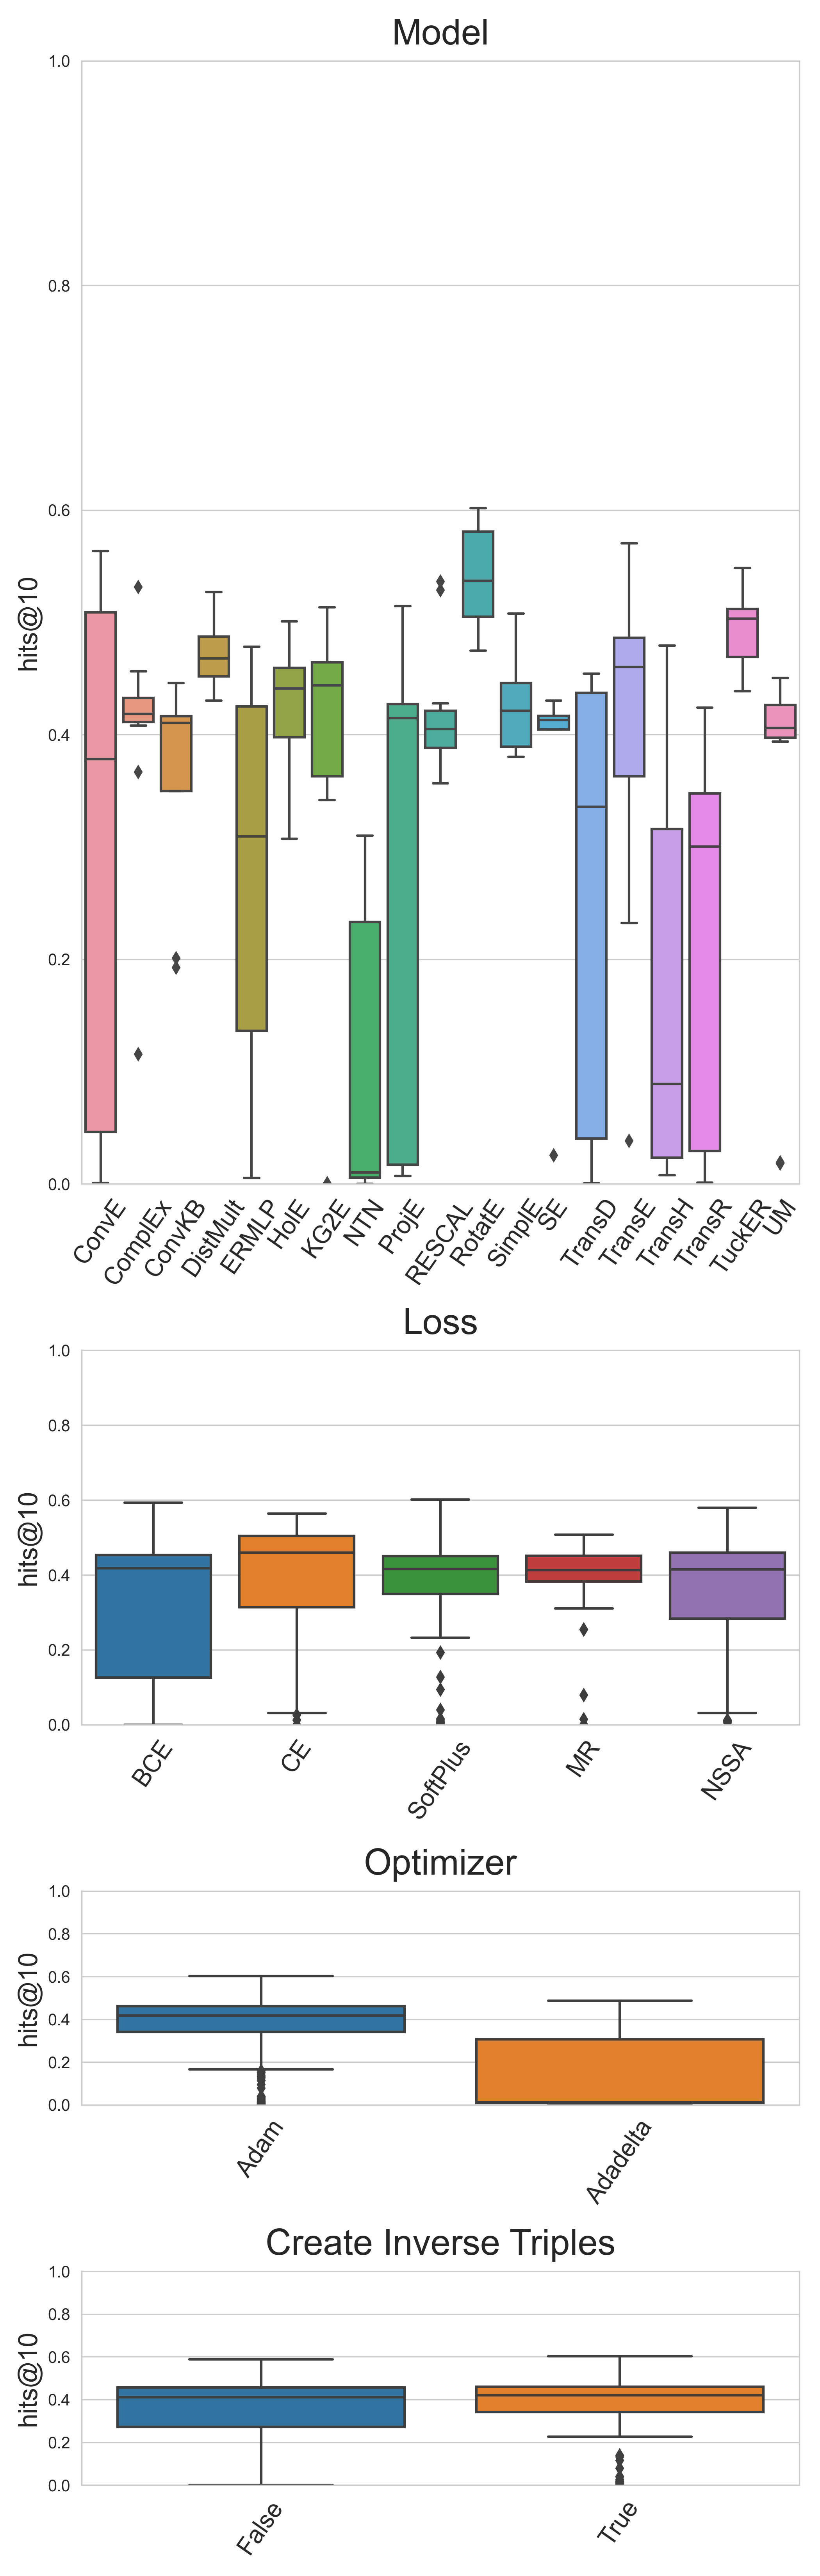 Model
1.0
0.8
0.6
0.4
0.2
0.0
hits@10
ConvE
ComplEx
ConvKB
DistMult
ERMLP
HolE
KG2E
NTN
ProjE
RESCAL
RotatE
SimplE
SE
TransD
TransE
TransH
TransR
TuckER
UM
Loss
1.0
0.8
0.6
0.4
0.2
0.0
hits@10
BCE
CE
SoftPlus
MR
NSSA
Optimizer
1.0
0.8
0.6
0.4
0.2
0.0
hits@10
Adam
Adadelta
Create Inverse Triples
1.0
0.8
0.6
0.4
0.2
0.0
hits@10
False
True